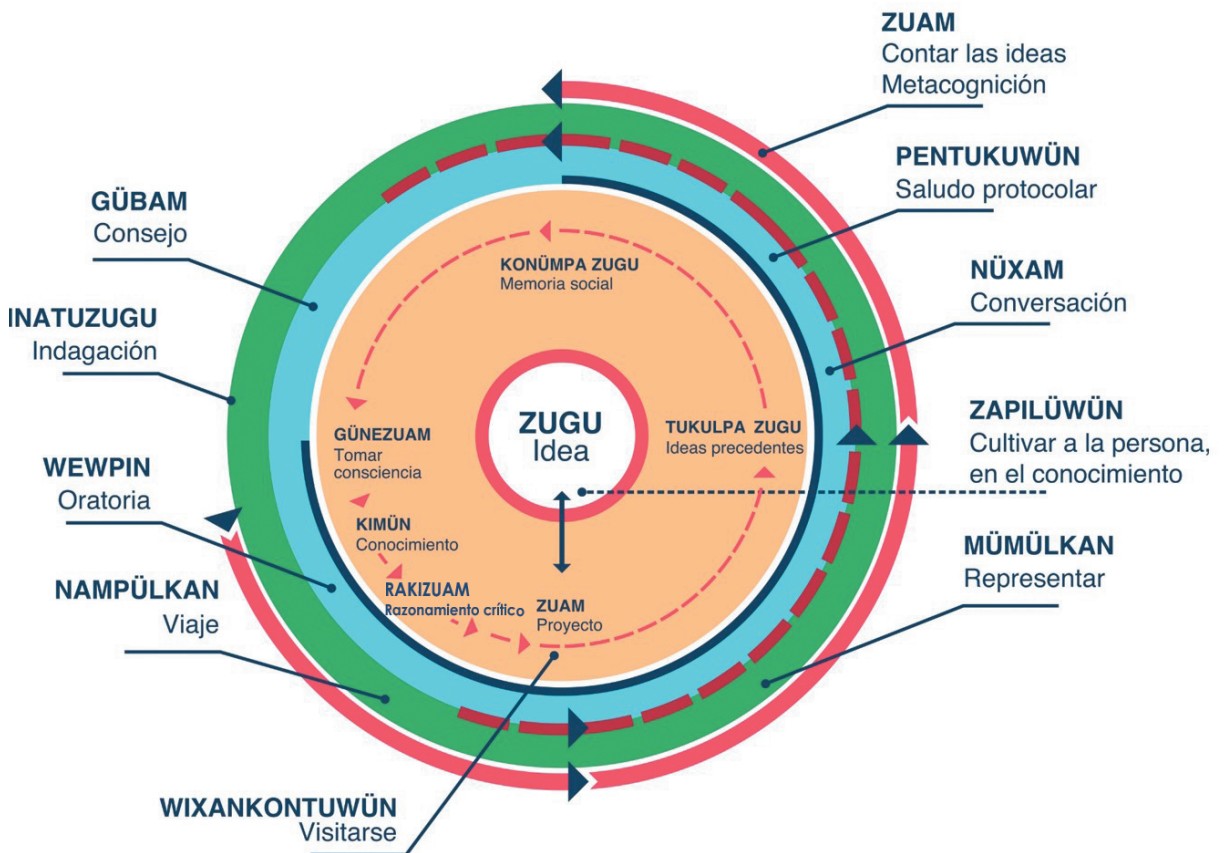 ZUAM
Contar las ideas
Metacognición
PENTUKUWÜN
Saludo protocolar
NÜXAM
Conversación
ZAPILÜWÜN
Cultivar a la persona,
en el conocimiento
MÜMÜLKAN
Representar
GÜBAM
Consejo
INATUZUGU
Indagación
WEWPIN
Oratoria
NAMPÜLKAN
Viaje
WIXANKONTUWÜN
Visitarse
KONÜMPA ZUGU
Memoria social
GÜNEZUAM
Tomar
consciencia
KIMÜN
Conocimiento
RAKIZUAM
Razonamiento crítico
ZUAM
Proyecto
TUKULPA ZUGU
Ideas precedentes
ZUGU
Idea